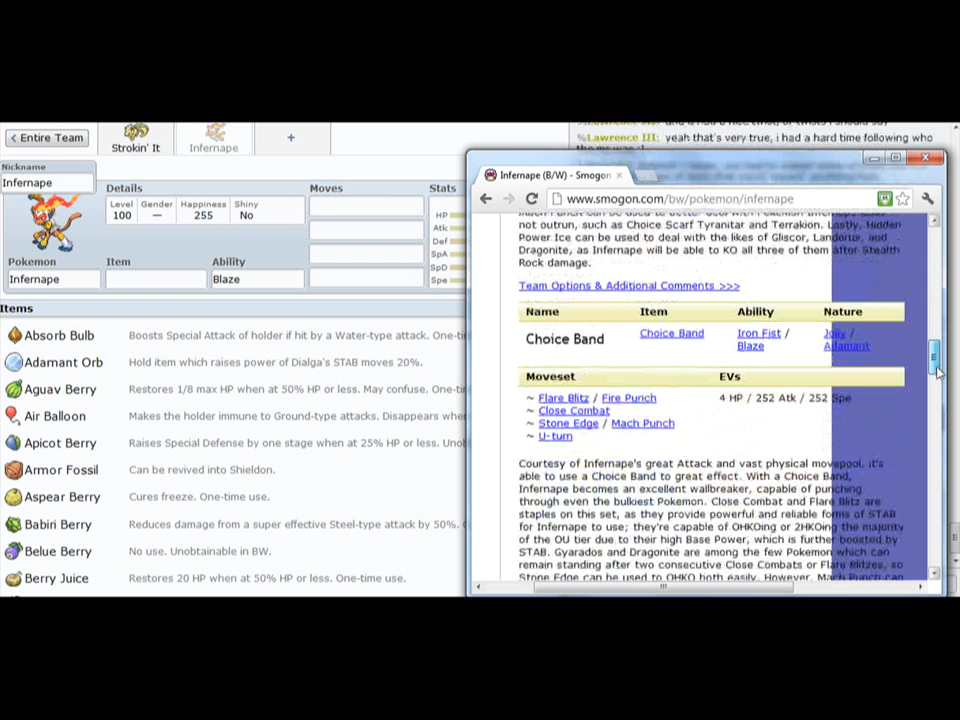 Entire Team
Strokin' It
Infernape
+
Nickname
Infernape
Details
Moves
Stats
Level
100
Gender
—
Happiness
255
Shiny
No
HP
Atk
Def
SpA
SpD
Spe
Pokemon
Infernape
Item
Ability
Blaze
Items
Absorb Bulb Boosts Special Attack of holder if hit by a Water-type attack. One-ti
Adamant Orb Hold item which raises power of Dialga's STAB moves 20%.
Aguav Berry Restores 1/8 max HP when at 50% HP or less. May confuse. One-ti
Air Balloon Makes the holder immune to Ground-type attacks. Disappears whe
Apicot Berry Raises Special Defense by one stage when at 25% HP or less. Unob
Armor Fossil Can be revived into Shieldon.
Aspear Berry Cures freeze. One-time use.
Babiri Berry Reduces damage from a super effective Steel-type attack by 50%.
Belue Berry No use. Unobtainable in BW.
Berry Juice Restores 20 HP when at 50% HP or less. One-time use.
%Lawrence III: yeah that's very true, i had a hard time following who
Infernape (B/W) - Smogon
www.smogon.com/bw/pokemon/infernape
not outrun, such as Choice Scarf Tyranitar and Terrakion. Lastly, Hidden
Power Ice can be used to deal with the likes of Gliscor, Landorus, and
Dragonite, as Infernape will be able to KO all three of them after Stealth
Rock damage.
Team Options & Additional Comments >>>
Name Item Ability Nature
Choice Band Choice Band Iron Fist / Blaze Jolly / Adamant
Moveset EVs
~ Flare Blitz / Fire Punch 4 HP / 252 Atk / 252 Spe
~ Close Combat
~ Stone Edge / Mach Punch
~ U-turn
Courtesy of Infernape's great Attack and vast physical movepool, it's
able to use a Choice Band to great effect. With a Choice Band,
Infernape becomes an excellent wallbreaker, capable of punching
through even the bulkiest Pokemon. Close Combat and Flare Blitz are
staples on this set, as they provide powerful and reliable forms of STAB
for Infernape to use; they're capable of OHKOing or 2HKOing the majority
of the OU tier due to their high Base Power, which is further boosted by
STAB. Gyarados and Dragonite are among the few Pokemon which can
remain standing after two consecutive Close Combats or Flare Blitzes, so
Stone Edge can be used to OHKO both easily. However, Mach Punch can